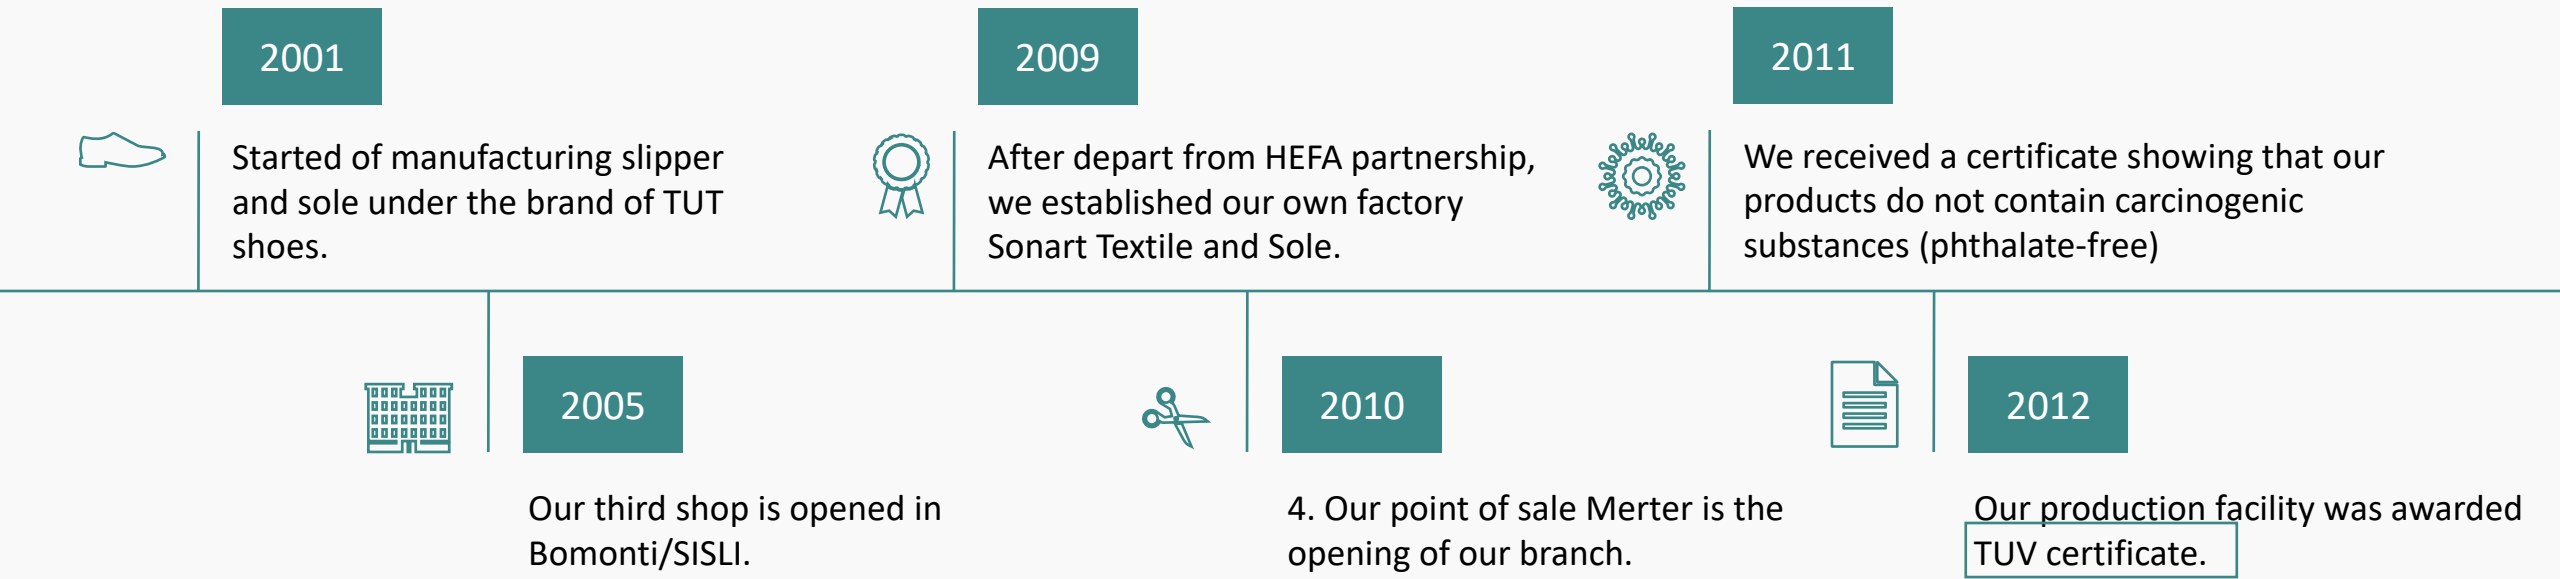 2001
Started of manufacturing slipper
and sole under the brand of TUT
shoes.
2009
After depart from HEFA partnership,
we established our own factory
Sonart Textile and Sole.
2011
We received a certificate showing that our
products do not contain carcinogenic
substances (phthalate-free)
2005
Our third shop is opened in
Bomonti/SISLI.
2010
4. Our point of sale Merter is the
opening of our branch.
2012
Our production facility was awarded
TUV certificate.